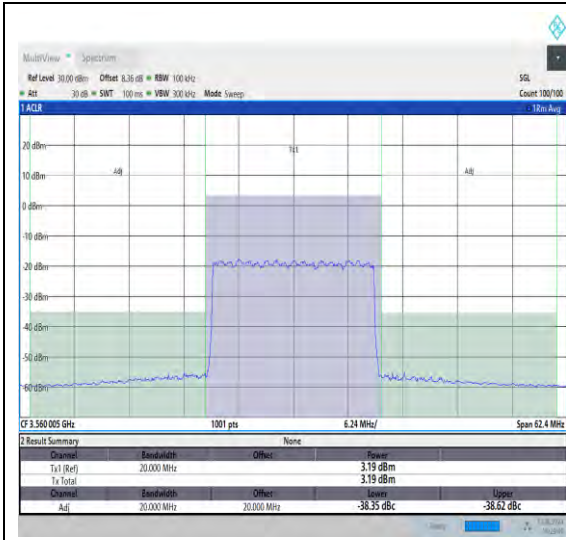 MultiView Spectrum
Ref Level 30.00 dBm Offset 8.36 dB RBW 100 kHz SGL
Att 30 dB SWT 100 ms VBW 300 kHz Mode Sweep Count 100/100
1 ACLR 1Rm Avg
20 dBm
Tx1
Adj Adj
10 dBm
0 dBm
-10 dBm
-20 dBm
-30 dBm
-40 dBm
-50 dBm
-60 dBm
CF 3.560 005 GHz 1001 pts 6.24 MHz/ Span 62.4 MHz
2 Result Summary None
Channel Bandwidth Offset Power
Tx1 (Ref) 20.000 MHz 3.19 dBm
Tx Total 3.19 dBm
Channel Bandwidth Offset Lower Upper
Adj 20.000 MHz 20.000 MHz -38.35 dBc -38.62 dBc